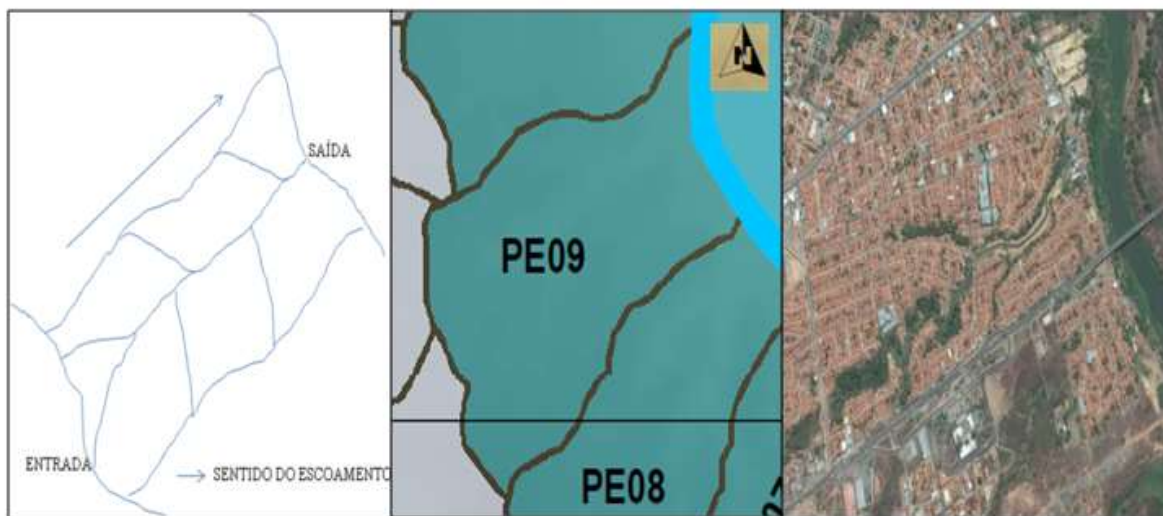 SAÍDA
ENTRADA
SENTIDO DO ESCOAMENTO
N
PE09
PE08